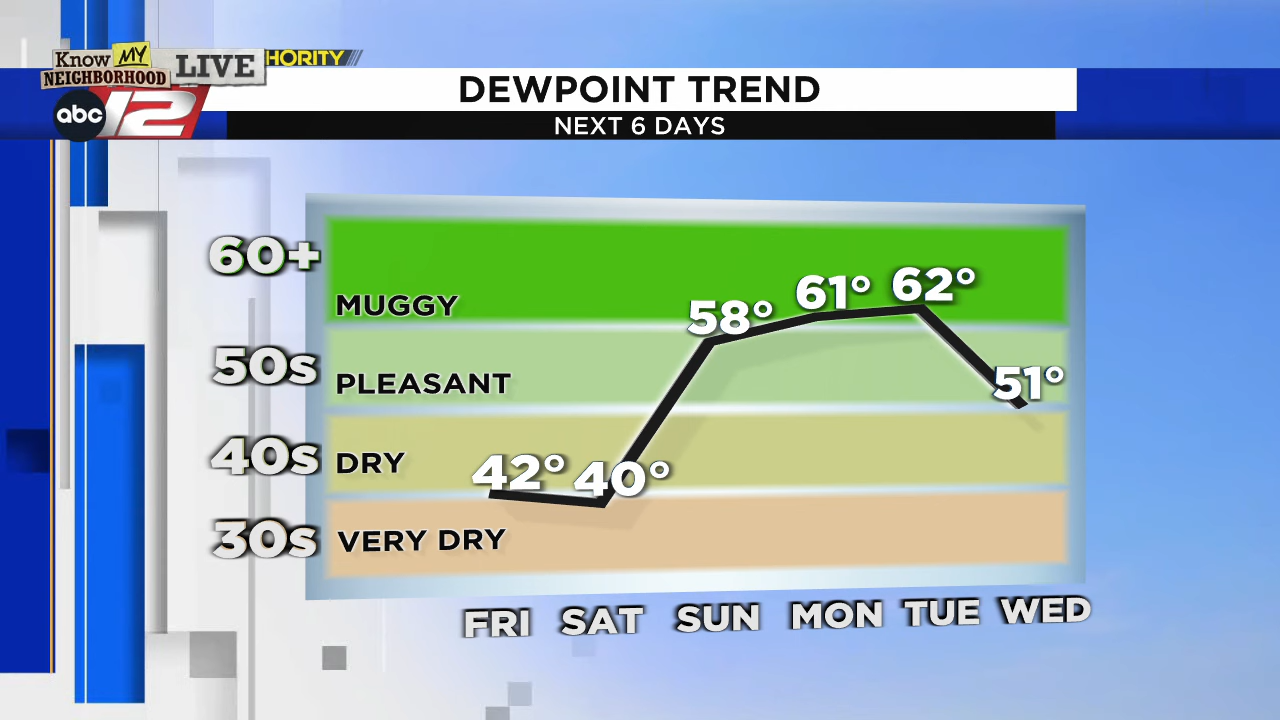 Know MY
NEIGHBORHOOD
LIVE
HORITY
abc 12
DEWPOINT TREND
NEXT 6 DAYS
60+
MUGGY
50s
PLEASANT
40s
DRY
30s
VERY DRY
42° 40° 58° 61° 62° 51°
FRI SAT SUN MON TUE WED